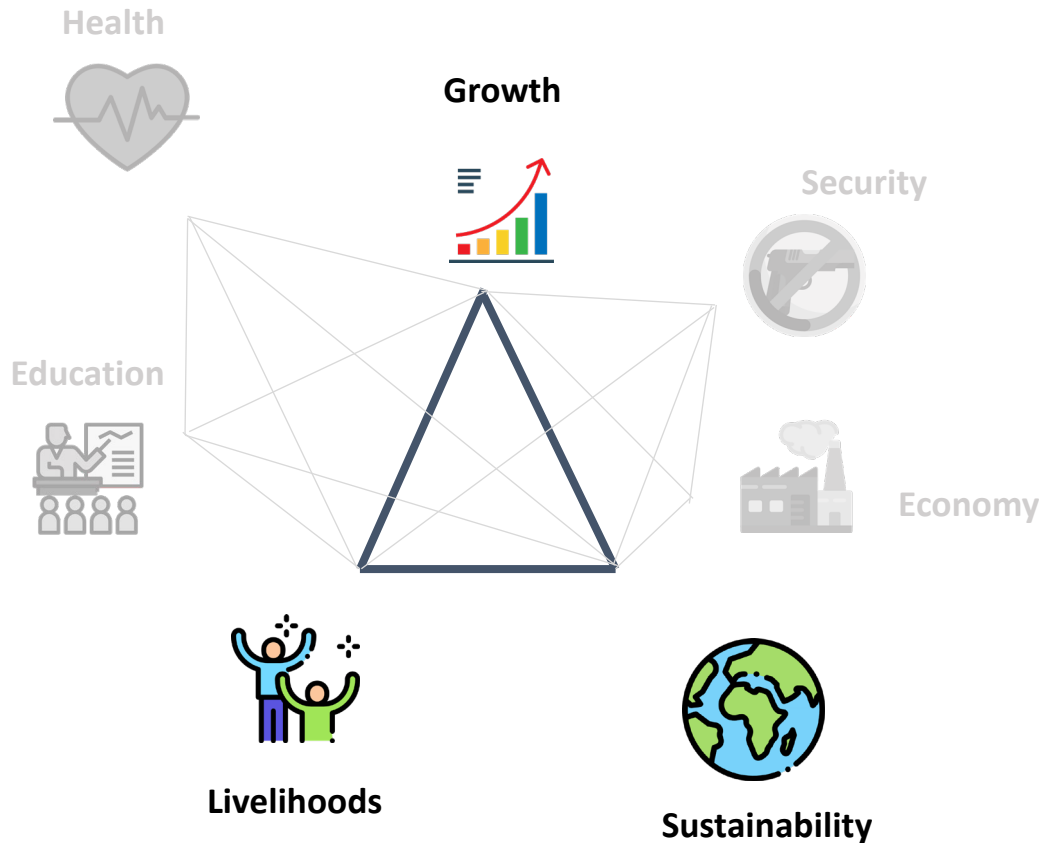 Health
Growth
Security
Education
Economy
Livelihoods
Sustainability